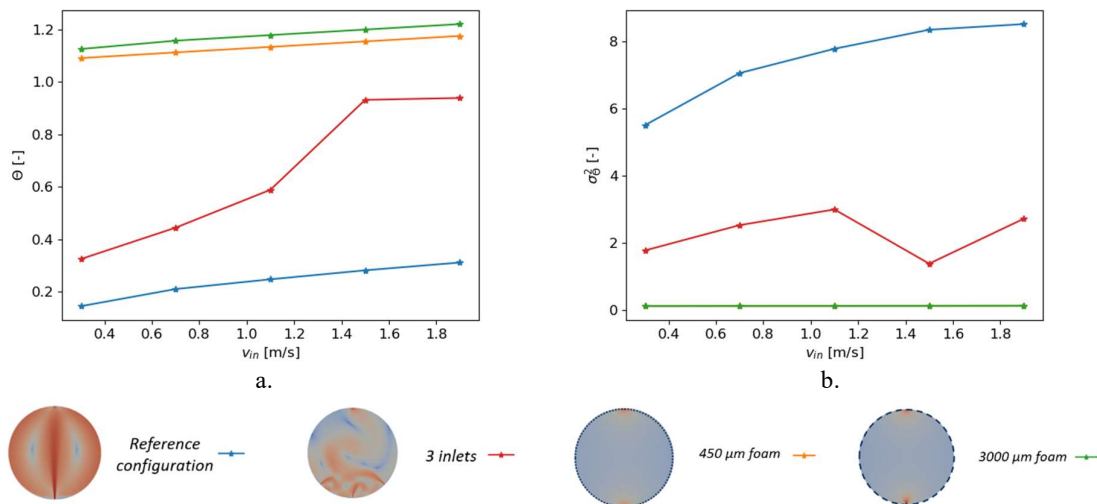 1.2
1.0
0.8
0.6
0.4
0.2
Θ [-]
0.4 0.6 0.8 1.0 1.2 1.4 1.6 1.8
v_in [m/s]
a.
8
6
4
2
0
σ²_Θ [-]
0.4 0.6 0.8 1.0 1.2 1.4 1.6 1.8
v_in [m/s]
b.
Reference
configuration
3 inlets
450 μm foam
3000 μm foam